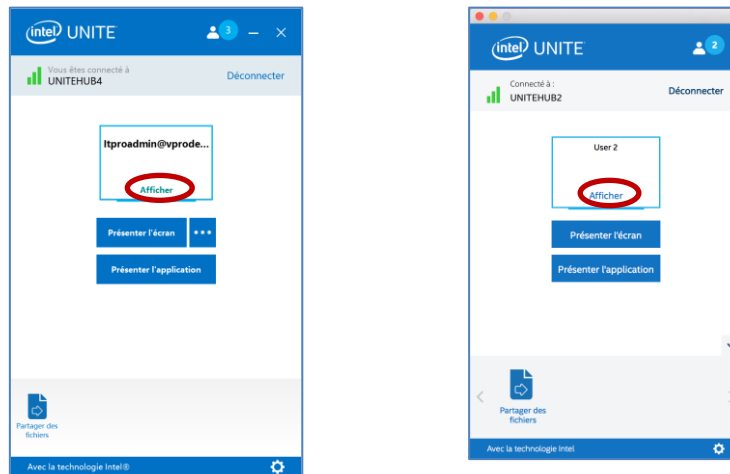 intel UNITE
3
Vous êtes connecté à
UNITEHUB4
Déconnecter
Itproadmin@vprode...
Afficher
Présenter l'écran
Présenter l'application
Partager des
fichiers
Avec la technologie Intel®
intel UNITE
2
Connecté à :
UNITEHUB2
Déconnecter
User 2
Afficher
Présenter l'écran
Présenter l'application
Partager des
fichiers
Avec la technologie Intel